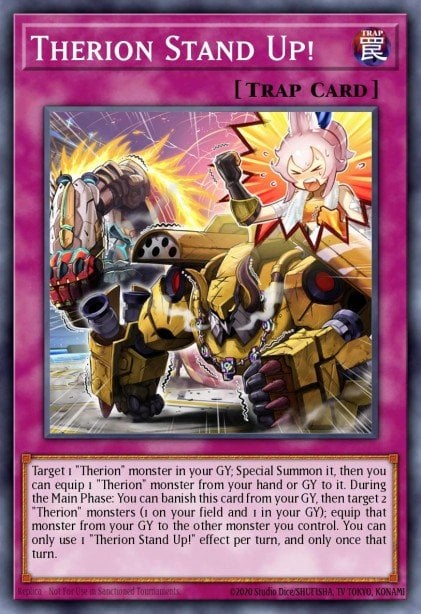 THERION STAND UP!
TRAP
罠
[TRAP CARD]
Target 1 "Therion" monster in your GY; Special Summon it, then you
can equip 1 "Therion" monster from your hand or GY to it. During
the Main Phase: You can banish this card from your GY, then target 2
"Therion" monsters (1 on your field and 1 in your GY); equip that
monster from your GY to the other monster you control. You can
only use 1 "Therion Stand Up!" effect per turn, and only once that
turn.
Replica - Not For Use in Sanctioned Tournaments
©2020 Studio Dice/SHUEISHA, TV TOKYO, KONAMI